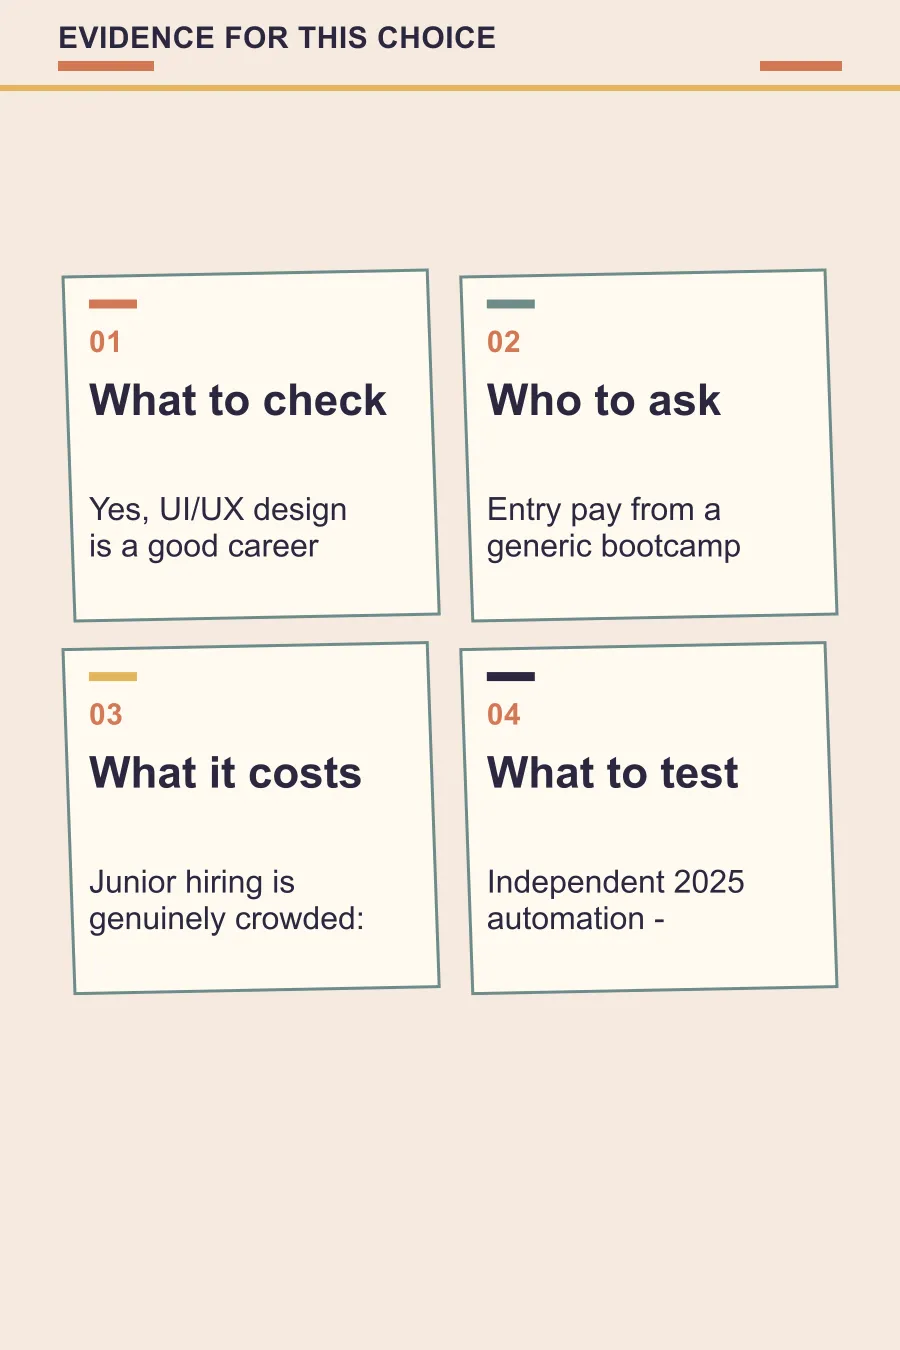 EVIDENCE FOR THIS CHOICE
01
What to check
Yes, UI/UX design
is a good career
02
Who to ask
Entry pay from a
generic bootcamp
03
What it costs
Junior hiring is
genuinely crowded:
04
What to test
Independent 2025
automation -